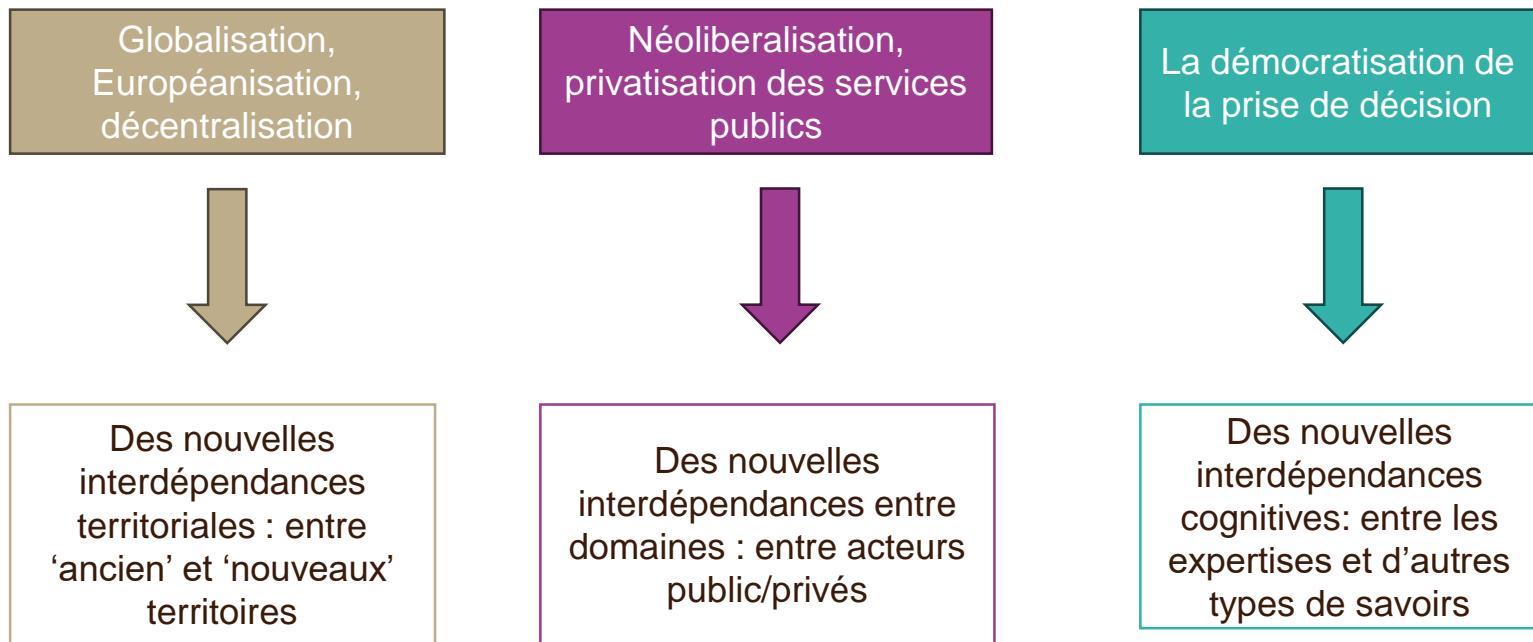 Globalisation,
Européanisation,
décentralisation
Néoliberalisation,
privatisation des services
publics
La démocratisation de
la prise de décision
Des nouvelles
interdépendances
territoriales : entre
‘ancien’ et ‘nouveaux’
territoires
Des nouvelles
interdépendances entre
domaines : entre acteurs
public/privés
Des nouvelles
interdépendances
cognitives: entre les
expertises et d’autres
types de savoirs